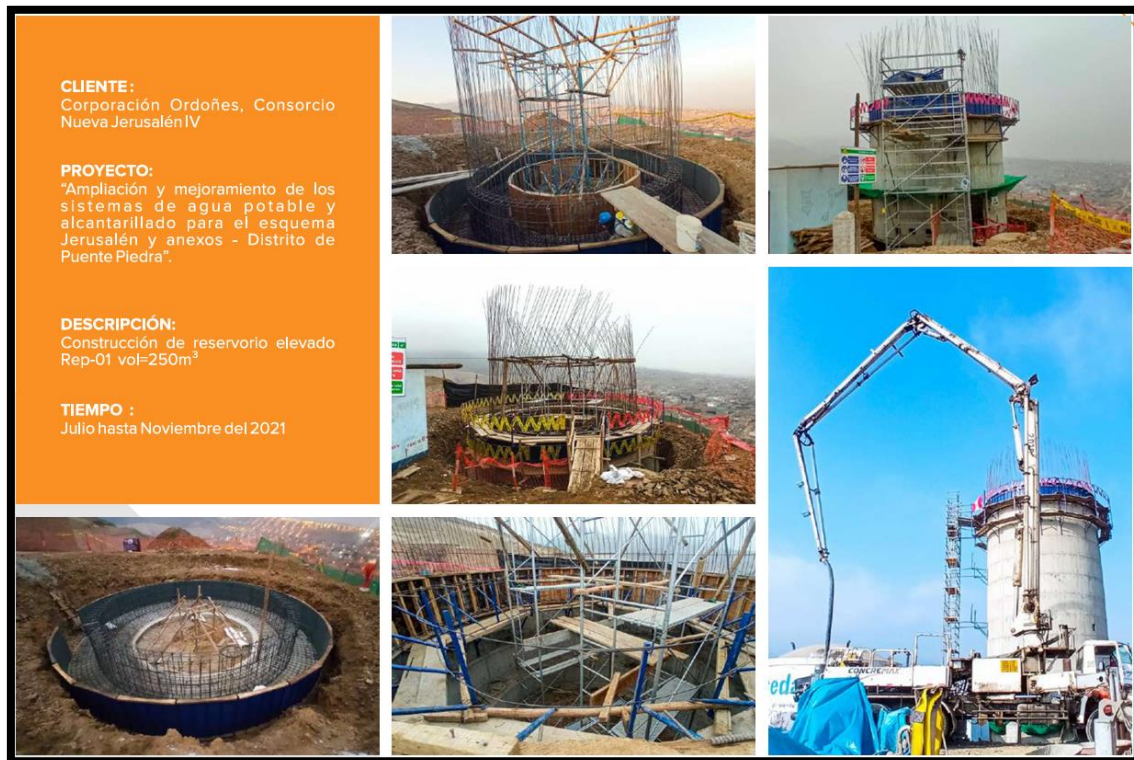 CLIENTE :
Corporación Ordoñes, Consorcio
Nueva Jerusalén IV
PROYECTO:
“Ampliación y mejoramiento de los
sistemas de agua potable y
alcantarillado para el esquema
Jerusalén y anexos - Distrito de
Puente Piedra”.
DESCRIPCIÓN:
Construcción de reservorio elevado
Rep-01 vol=250m³
TIEMPO :
Julio hasta Noviembre del 2021
CONCREMAX